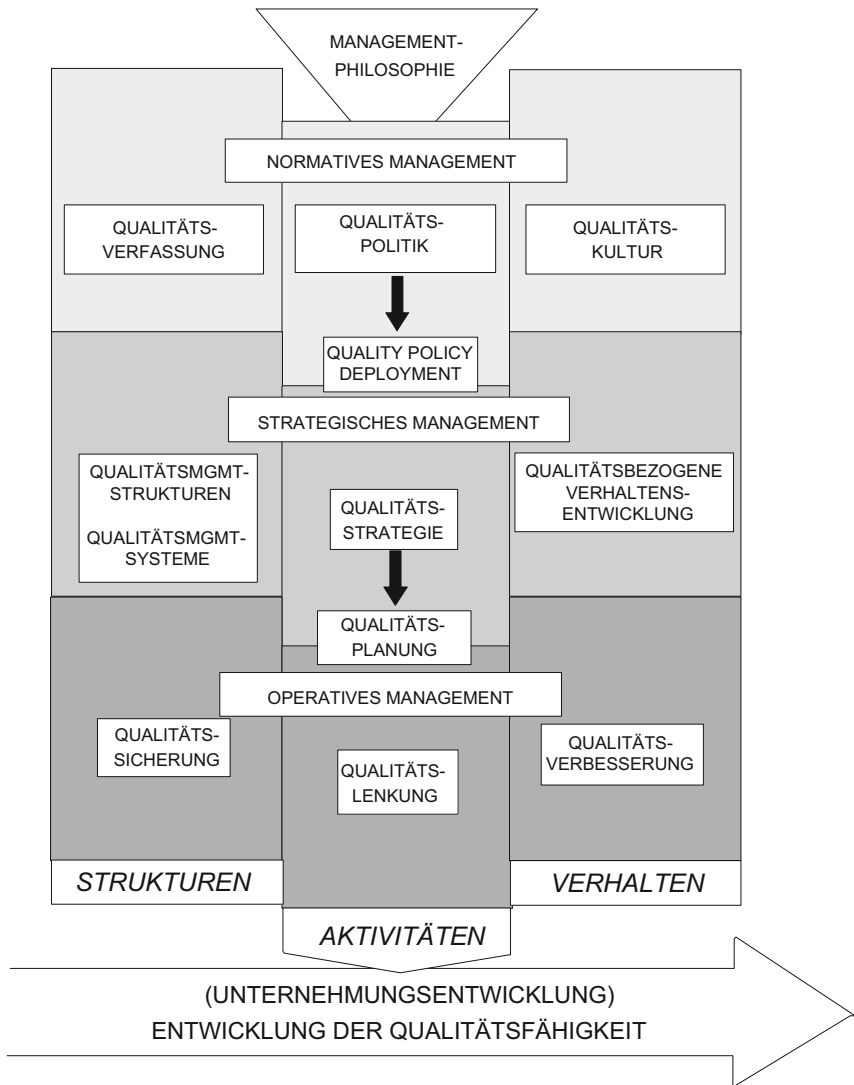 MANAGEMENT-
PHILOSOPHIE
NORMATIVES MANAGEMENT
QUALITÄTS-
VERFASSUNG
QUALITÄTS-
POLITIK
QUALITÄTS-
KULTUR
QUALITY POLICY
DEPLOYMENT
STRATEGISCHES MANAGEMENT
QUALITÄTSMGMT-
STRUKTUREN
QUALITÄTSMGMT-
SYSTEME
QUALITÄTS-
STRATEGIE
QUALITÄTSBEZOGENE
VERHALTENS-
ENTWICKLUNG
QUALITÄTS-
PLANUNG
OPERATIVES MANAGEMENT
QUALITÄTS-
SICHERUNG
QUALITÄTS-
LENKUNG
QUALITÄTS-
VERBESSERUNG
STRUKTUREN
AKTIVITÄTEN
VERHALTEN
(UNTERNEHMUNGSENTWICKLUNG)
ENTWICKLUNG DER QUALITÄTSFÄHIGKEIT